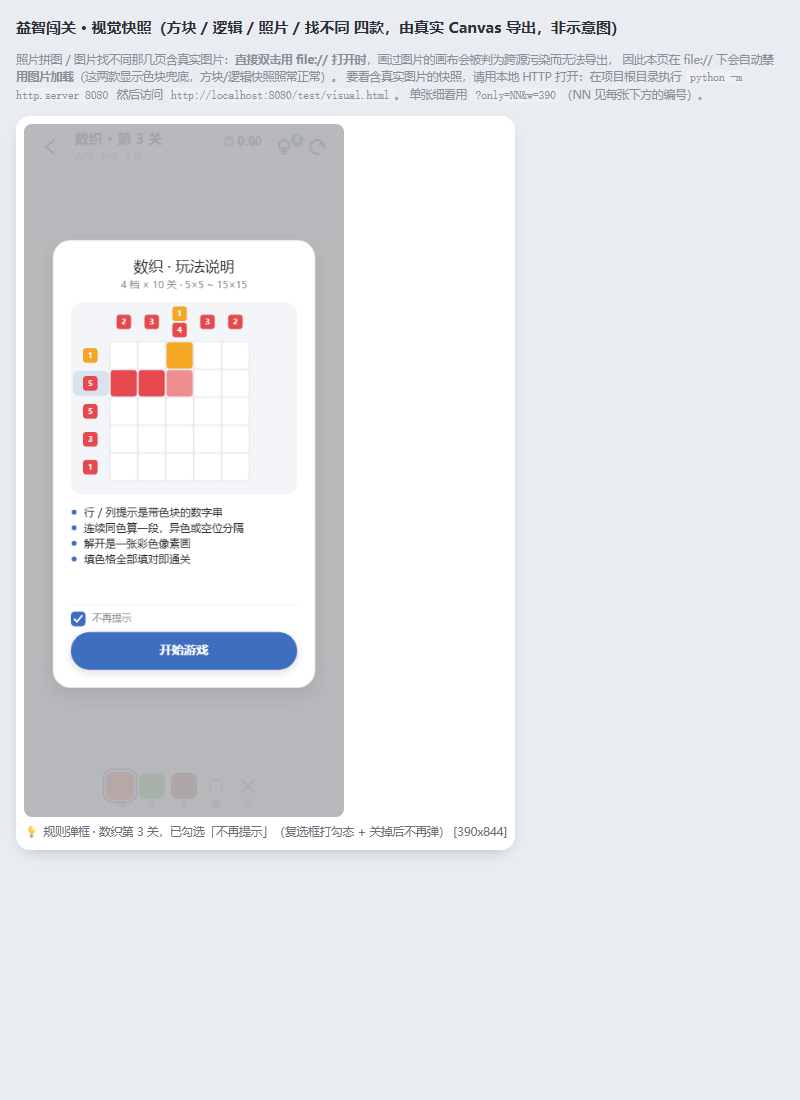 益智闯关 • 视觉快照（方块 / 逻辑 / 照片 / 找不同 四款，由真实 Canvas 导出，非示意图）
照片拼图 / 图片找不同那几页含真实图片：直接双击用 file:// 打开时，画过图片的画布会被判为跨源污染而无法导出， 因此本页在 file:// 下会自动禁
用图片加载（这两款显示色块兜底，方块/逻辑快照照常正常）。 要看含真实图片的快照，请用本地 HTTP 打开：在项目根目录执行 python -m
http.server 8080 然后访问 http://localhost:8080/test/visual.html 。 单张细看用 ?only=NN&w=390 （NN 见每张下方的编号）。
数织 • 第 3 关
0:00
数织 · 玩法说明
4 档 × 10 关 · 5×5 ~ 15×15
1
2 3 4 3 2
1
5
5
3
1
行 / 列提示是带色块的数字串
连续同色算一段，异色或空位分隔
解开是一张彩色像素画
填色格全部填对即通关
不再提示
开始游戏
💡 规则弹框 · 数织第 3 关，已勾选「不再提示」（复选框打勾态 + 关掉后不再弹） [390x844]